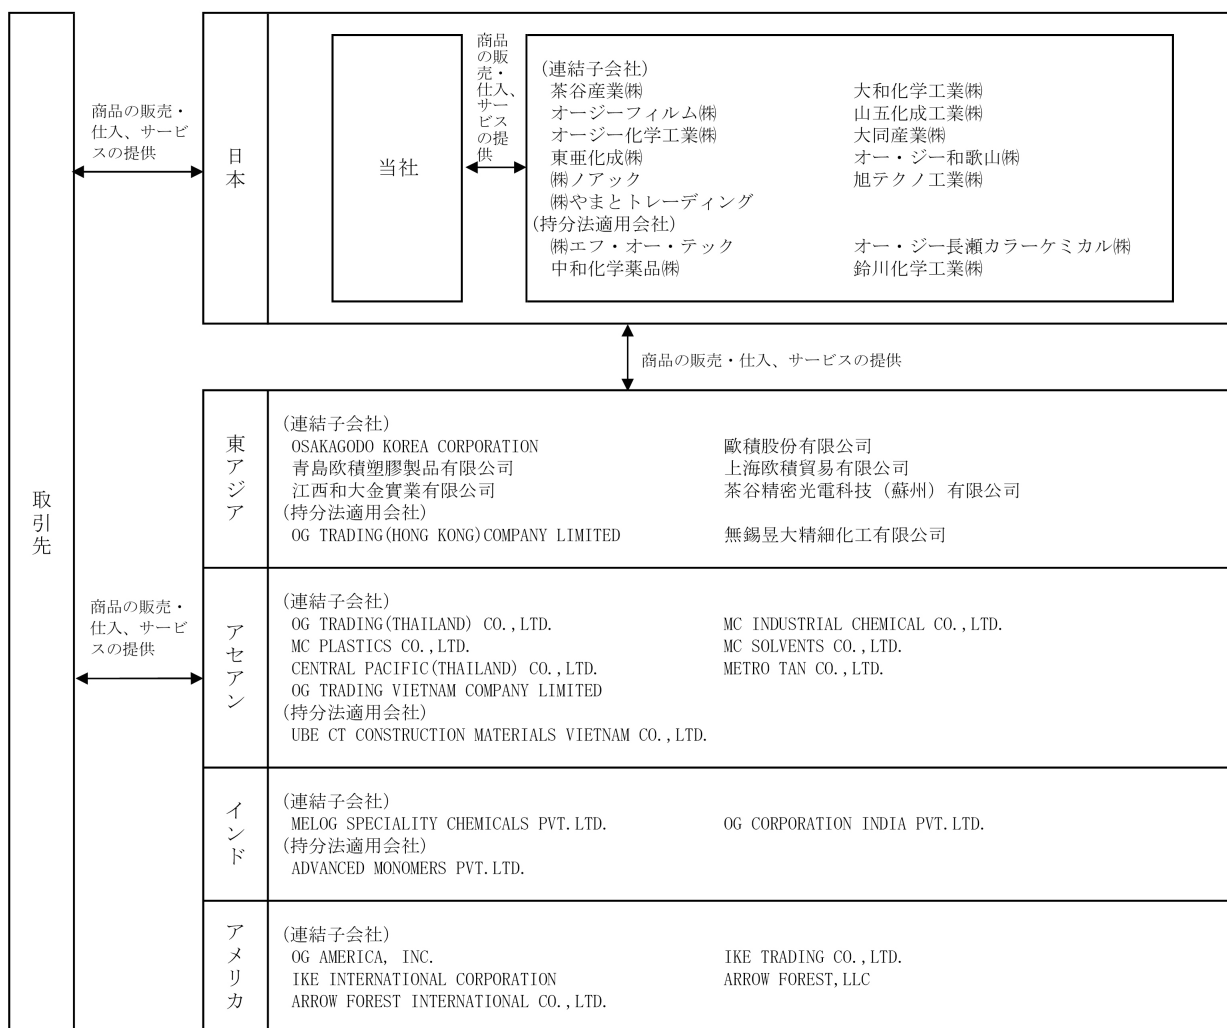 取引先
商品の販売・
仕入、サービ
スの提供
日本
当社
商品
の販
売・
仕入、
サー
ビス
の提
供
(連結子会社)
茶谷産業㈱ 大和化学工業㈱
オージーフィルム㈱ 山五化成工業㈱
オージー化学工業㈱ 大同産業㈱
東亜化成㈱ オー・ジー和歌山㈱
㈱ノアック 旭テクノ工業㈱
㈱やまとトレーディング
(持分法適用会社)
㈱エフ・オー・テック オー・ジー長瀬カラーケミカル㈱
中和化学薬品㈱ 鈴川化学工業㈱
商品の販売・仕入、サービスの提供
商品の販売・
仕入、サービ
スの提供
東アジア
(連結子会社)
OSAKAGODO KOREA CORPORATION 歐積股份有限公司
青島欧積塑膠製品有限公司 上海欧積貿易有限公司
江西和大金實業有限公司 茶谷精密光電科技（蘇州）有限公司
(持分法適用会社)
OG TRADING(HONG KONG)COMPANY LIMITED 無錫昱大精細化工有限公司
アセアン
(連結子会社)
OG TRADING(THAILAND) CO.,LTD. MC INDUSTRIAL CHEMICAL CO.,LTD.
MC PLASTICS CO.,LTD. MC SOLVENTS CO.,LTD.
CENTRAL PACIFIC(THAILAND) CO.,LTD. METRO TAN CO.,LTD.
OG TRADING VIETNAM COMPANY LIMITED
(持分法適用会社)
UBE CT CONSTRUCTION MATERIALS VIETNAM CO.,LTD.
インド
(連結子会社)
MELOG SPECIALITY CHEMICALS PVT.LTD. OG CORPORATION INDIA PVT.LTD.
(持分法適用会社)
ADVANCED MONOMERS PVT.LTD.
アメリカ
(連結子会社)
OG AMERICA, INC. IKE TRADING CO.,LTD.
IKE INTERNATIONAL CORPORATION ARROW FOREST,LLC
ARROW FOREST INTERNATIONAL CO.,LTD.